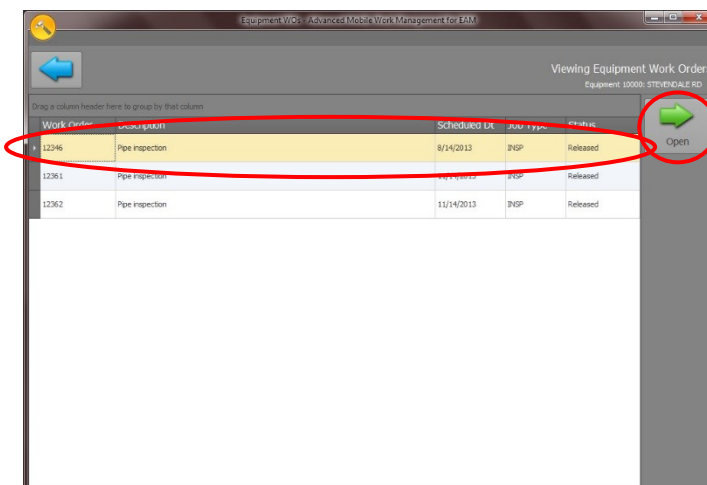 Equipment WOs - Advanced Mobile Work Management for EAM
Viewing Equipment Work Order
Equipment 10000: STEVENDALE RD
Drag a column header here to group by that column
Work Order Description Scheduled Dt Job Type Status
Open
12346 Pipe inspection 8/14/2013 INSP Released
12361 Pipe inspection INSP Released
12362 Pipe inspection 11/14/2013 INSP Released